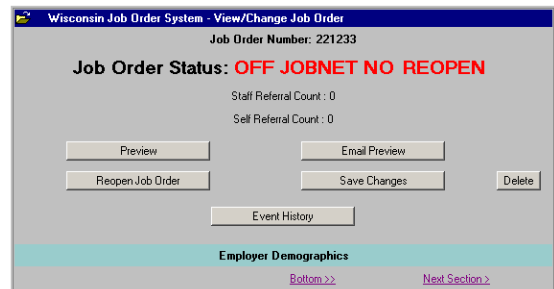 Wisconsin Job Order System - View/Change Job Order
Job Order Number: 221233
Job Order Status: OFF JOBNET NO REOPEN
Staff Referral Count : 0
Self Referral Count : 0
Preview Email Preview
Reopen Job Order Save Changes Delete
Event History
Employer Demographics
Bottom >> Next Section >